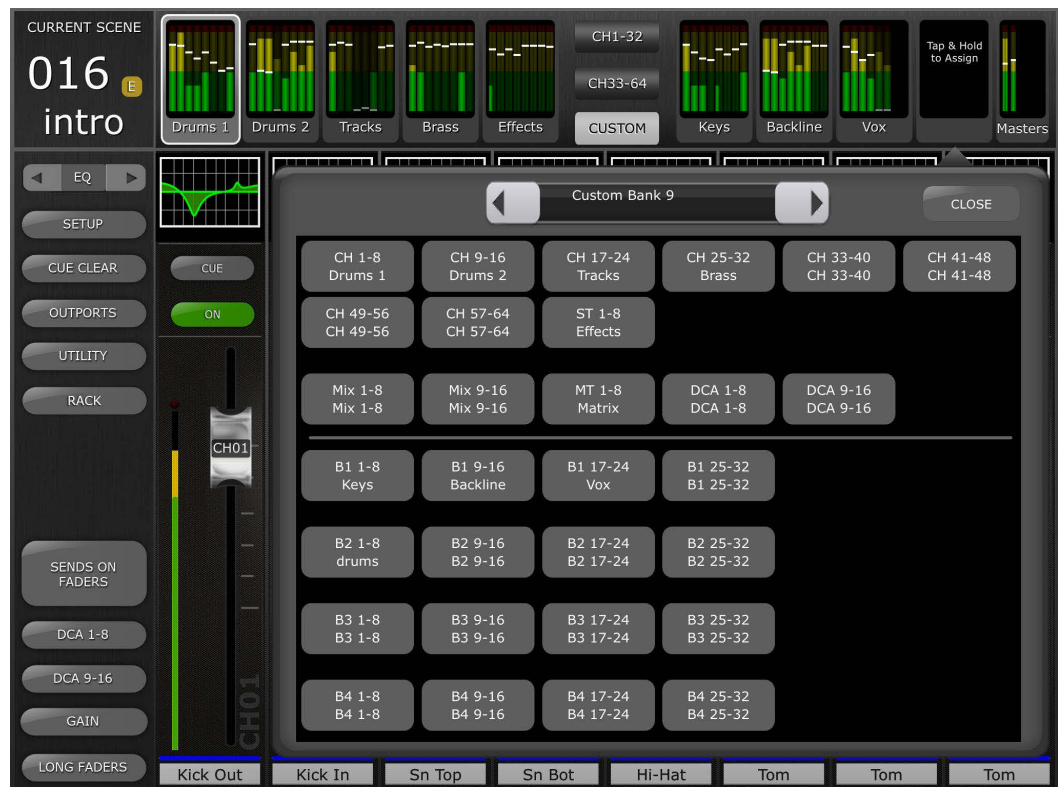 CURRENT SCENE
016 E
intro
Drums 1
Drums 2
Tracks
Brass
Effects
CH1-32
CH33-64
CUSTOM
Keys
Backline
Vox
Tap & Hold
to Assign
Masters
EQ
SETUP
CUE CLEAR
OUTPORTS
UTILITY
RACK
SENDS ON
FADERS
DCA 1-8
DCA 9-16
GAIN
LONG FADERS
CUE
ON
CH01
CH01
Custom Bank 9
CLOSE
CH 1-8
Drums 1
CH 9-16
Drums 2
CH 17-24
Tracks
CH 25-32
Brass
CH 33-40
CH 33-40
CH 41-48
CH 41-48
CH 49-56
CH 49-56
CH 57-64
CH 57-64
ST 1-8
Effects
Mix 1-8
Mix 1-8
Mix 9-16
Mix 9-16
MT 1-8
Matrix
DCA 1-8
DCA 1-8
DCA 9-16
DCA 9-16
B1 1-8
Keys
B1 9-16
Backline
B1 17-24
Vox
B1 25-32
B1 25-32
B2 1-8
drums
B2 9-16
B2 9-16
B2 17-24
B2 17-24
B2 25-32
B2 25-32
B3 1-8
B3 1-8
B3 9-16
B3 9-16
B3 17-24
B3 17-24
B3 25-32
B3 25-32
B4 1-8
B4 1-8
B4 9-16
B4 9-16
B4 17-24
B4 17-24
B4 25-32
B4 25-32
Kick Out
Kick In
Sn Top
Sn Bot
Hi-Hat
Tom
Tom
Tom